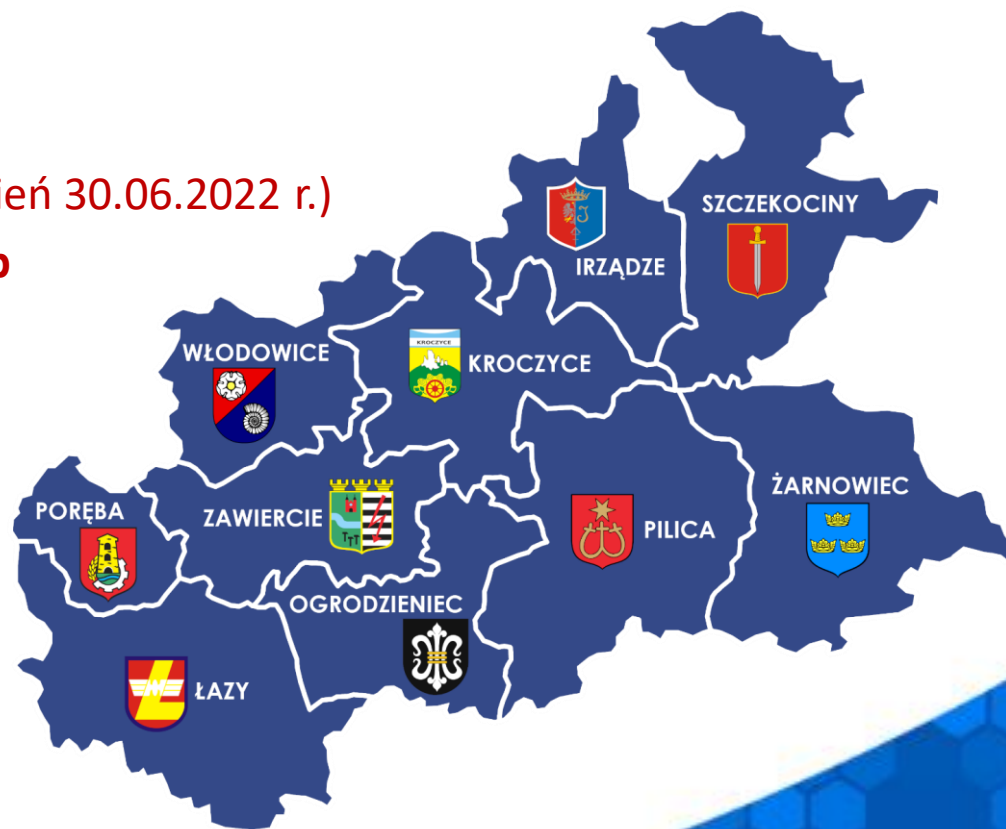 ień 30.06.2022 r.)
o
SZCZEKOCINY
IRZĄDZE
WŁODOWICE
KROCZYCE
KROCZYCE
ŻARNOWIEC
PORĘBA
ZAWIERCIE
PILICA
OGRODZIENIEC
ŁAZY